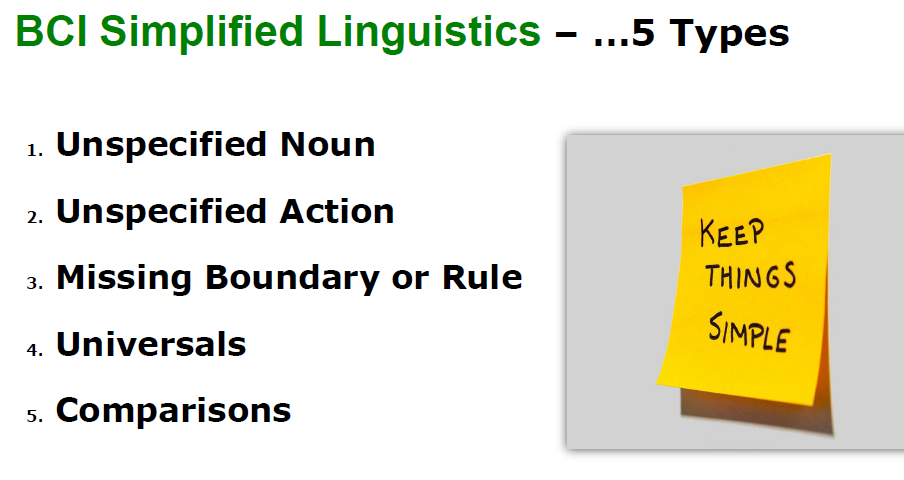 BCI Simplified Linguistics – …5 Types
1. Unspecified Noun
2. Unspecified Action
3. Missing Boundary or Rule
4. Universals
5. Comparisons
KEEP
THINGS
SIMPLE